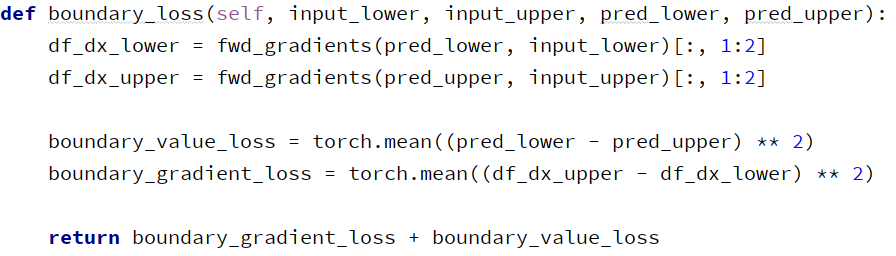 def boundary_loss(self, input_lower, input_upper, pred_lower, pred_upper):
    df_dx_lower = fwd_gradients(pred_lower, input_lower)[:, 1:2]
    df_dx_upper = fwd_gradients(pred_upper, input_upper)[:, 1:2]

    boundary_value_loss = torch.mean((pred_lower - pred_upper) ** 2)
    boundary_gradient_loss = torch.mean((df_dx_upper - df_dx_lower) ** 2)

    return boundary_gradient_loss + boundary_value_loss